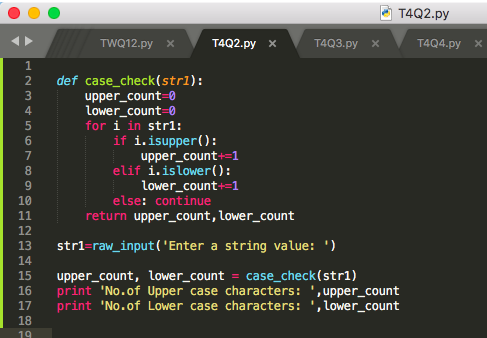 T4Q2.py
TWQ12.py × T4Q2.py × T4Q3.py × T4Q4.py ×
1
2 def case_check(str1):
3 upper_count=0
4 lower_count=0
5 for i in str1:
6 if i.isupper():
7 upper_count+=1
8 elif i.islower():
9 lower_count+=1
10 else: continue
11 return upper_count,lower_count
12
13 str1=raw_input('Enter a string value: ')
14
15 upper_count, lower_count = case_check(str1)
16 print 'No.of Upper case characters: ',upper_count
17 print 'No.of Lower case characters: ',lower_count
18
19